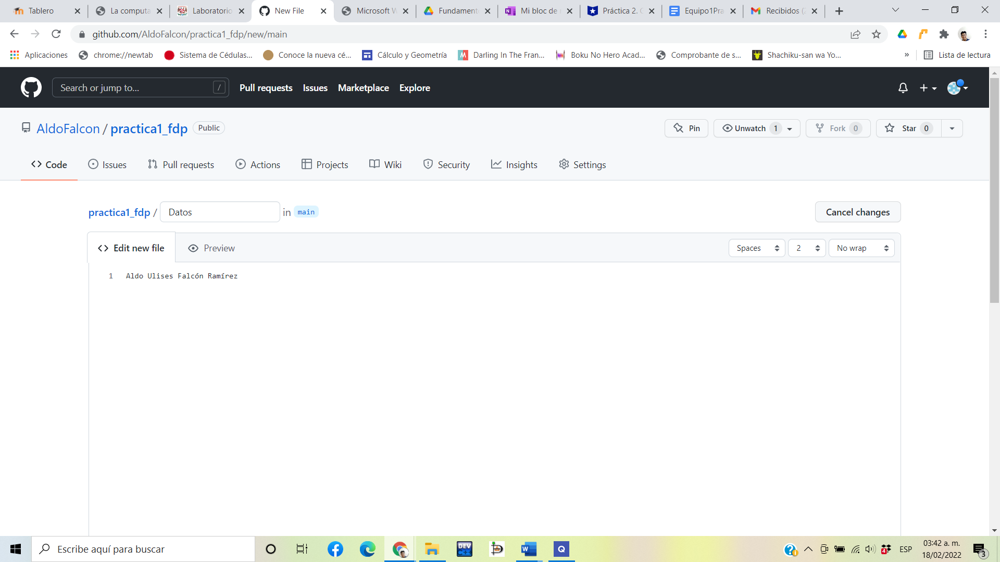 Tablero
La computa
Laboratorio
New File
Microsoft W
Fundament
Mi bloc de
Práctica 2.
Equipo1Pra
Recibidos (2
github.com/AldoFalcon/practica1_fdp/new/main
Aplicaciones
chrome://newtab
Sistema de Cédulas...
Conoce la nueva cé...
Cálculo y Geometría
Darling In The Fran...
Boku No Hero Acad...
Comprobante de s...
Shachiku-san wa Yo...
»
Lista de lectura
Search or jump to...
/
Pull requests
Issues
Marketplace
Explore
AldoFalcon / practica1_fdp
Public
Pin
Unwatch 1
Fork 0
Star 0
Code
Issues
Pull requests
Actions
Projects
Wiki
Security
Insights
Settings
practica1_fdp / Datos in main
Cancel changes
Edit new file
Preview
Spaces
2
No wrap
1 Aldo Ulises Falcón Ramírez
Escribe aquí para buscar
DEV
W
Q
4
ESP
03:42 a. m.
18/02/2022
3